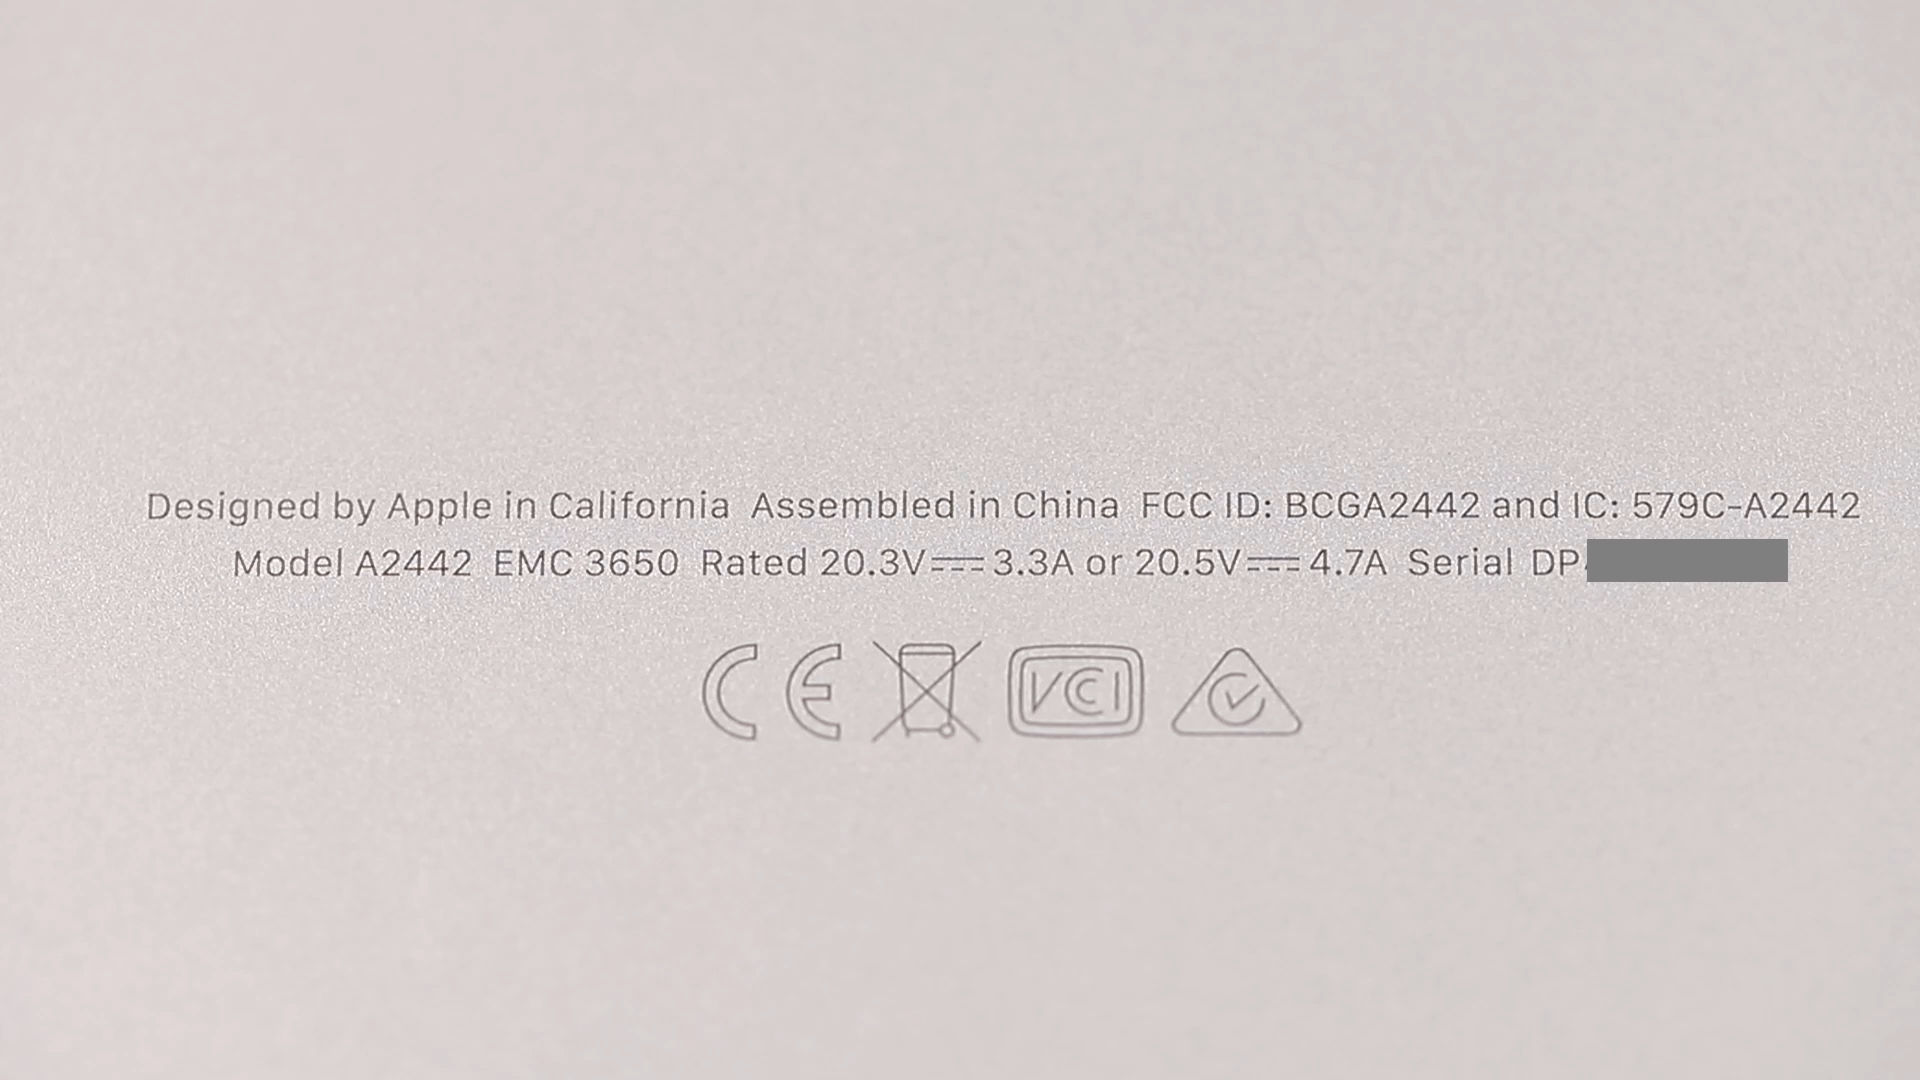 Designed by Apple in California Assembled in China FCC ID: BCGA2442 and IC: 579C-A2442
Model A2442 EMC 3650 Rated 20.3V⎓3.3A or 20.5V⎓4.7A Serial DP
CE VCI